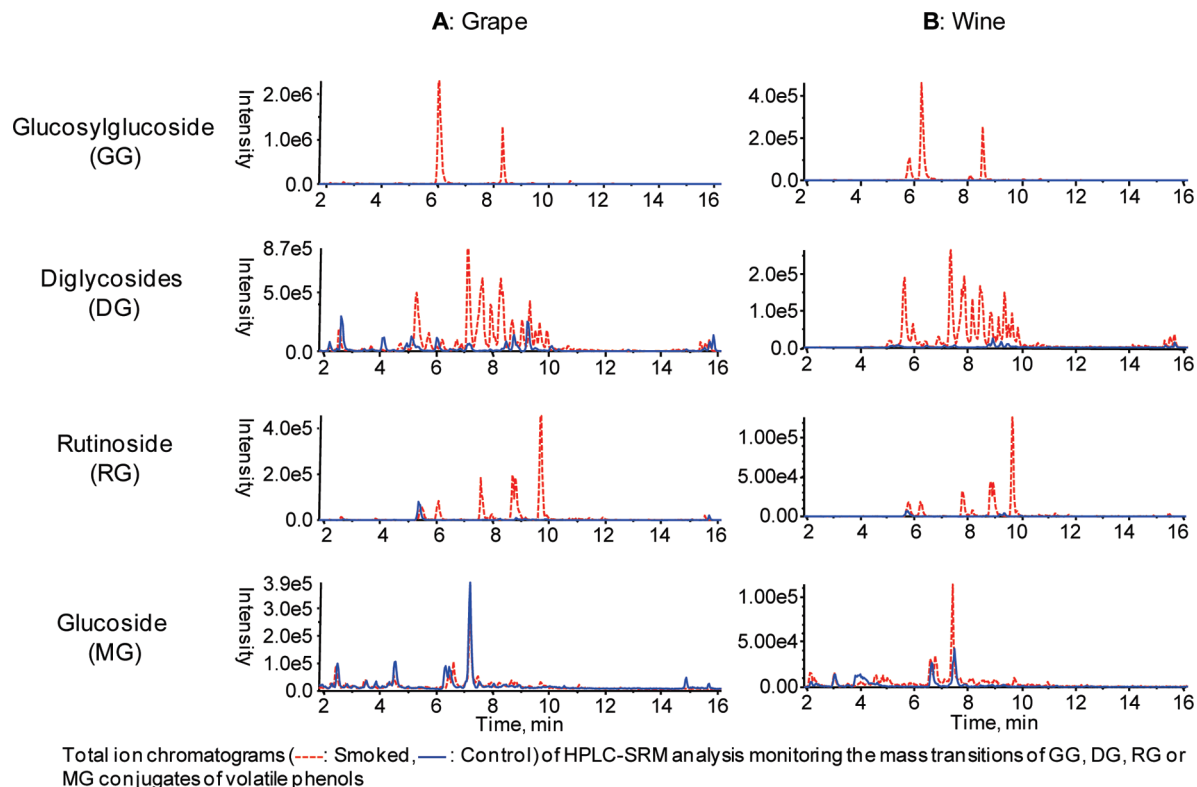 A: Grape
B: Wine
Glucosylglucoside
(GG)
Intensity
2.0e6
1.0e6
0.0
2 4 6 8 10 12 14 16
4.0e5
2.0e5
0.0
2 4 6 8 10 12 14 16
Diglycosides
(DG)
Intensity
8.7e5
5.0e5
0.0
2 4 6 8 10 12 14 16
2.0e5
1.0e5
0.0
2 4 6 8 10 12 14 16
Rutinoside
(RG)
Intensity
4.0e5
2.0e5
0.0
2 4 6 8 10 12 14 16
1.00e5
5.00e4
0.00
2 4 6 8 10 12 14 16
Glucoside
(MG)
Intensity
3.9e5
3.0e5
2.0e5
1.0e5
0.0
2 4 6 8 10 12 14 16
Time, min
1.00e5
5.00e4
0.00
2 4 6 8 10 12 14 16
Time, min
Total ion chromatograms (----: Smoked, — : Control) of HPLC-SRM analysis monitoring the mass transitions of GG, DG, RG or
MG conjugates of volatile phenols